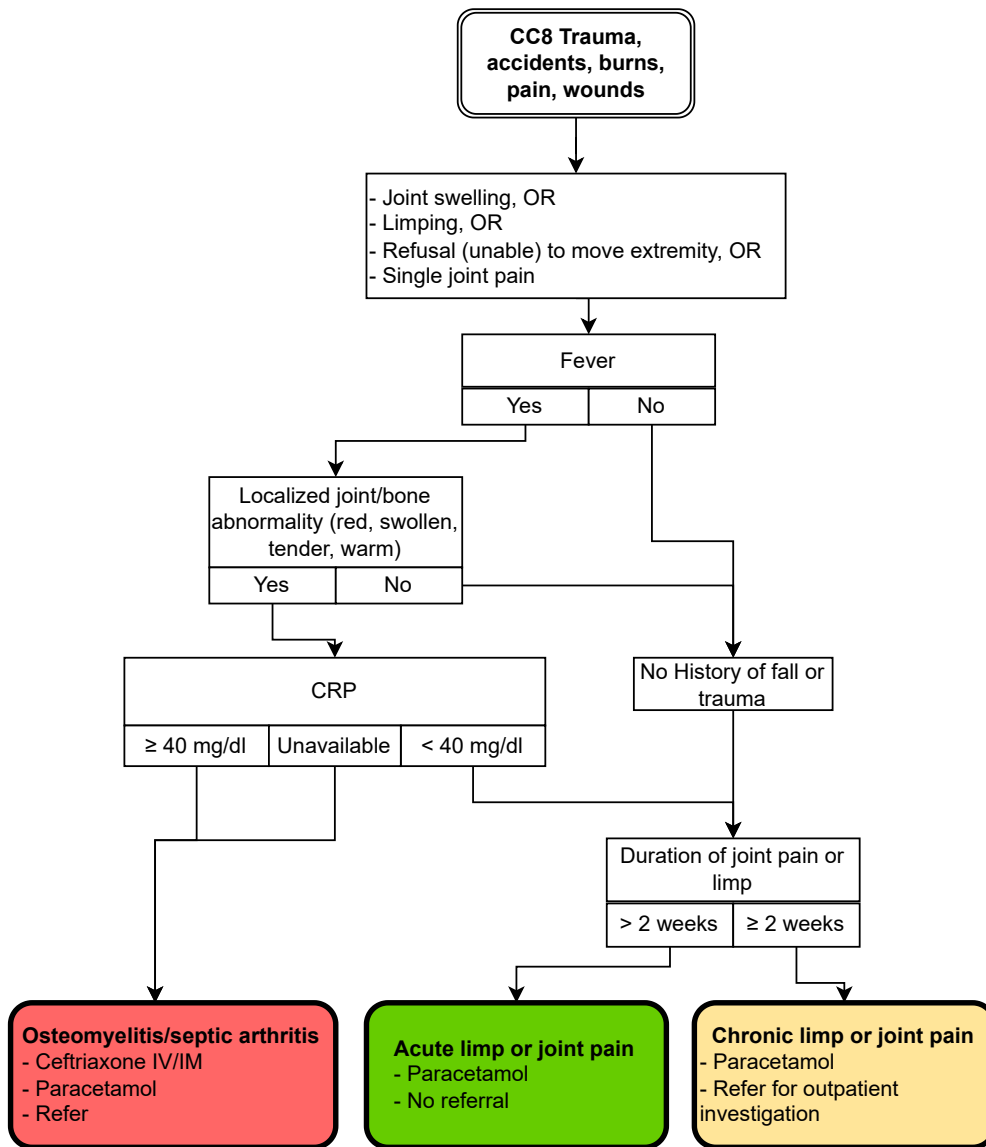 CC8 Trauma,
accidents, burns,
pain, wounds
- Joint swelling, OR
- Limping, OR
- Refusal (unable) to move extremity, OR
- Single joint pain
Fever
Yes
No
Localized joint/bone
abnormality (red, swollen,
tender, warm)
Yes
No
CRP
≥ 40 mg/dl
Unavailable
< 40 mg/dl
No History of fall or
trauma
Duration of joint pain or
limp
> 2 weeks
≥ 2 weeks
Osteomyelitis/septic arthritis
- Ceftriaxone IV/IM
- Paracetamol
- Refer
Acute limp or joint pain
- Paracetamol
- No referral
Chronic limp or joint pain
- Paracetamol
- Refer for outpatient
investigation